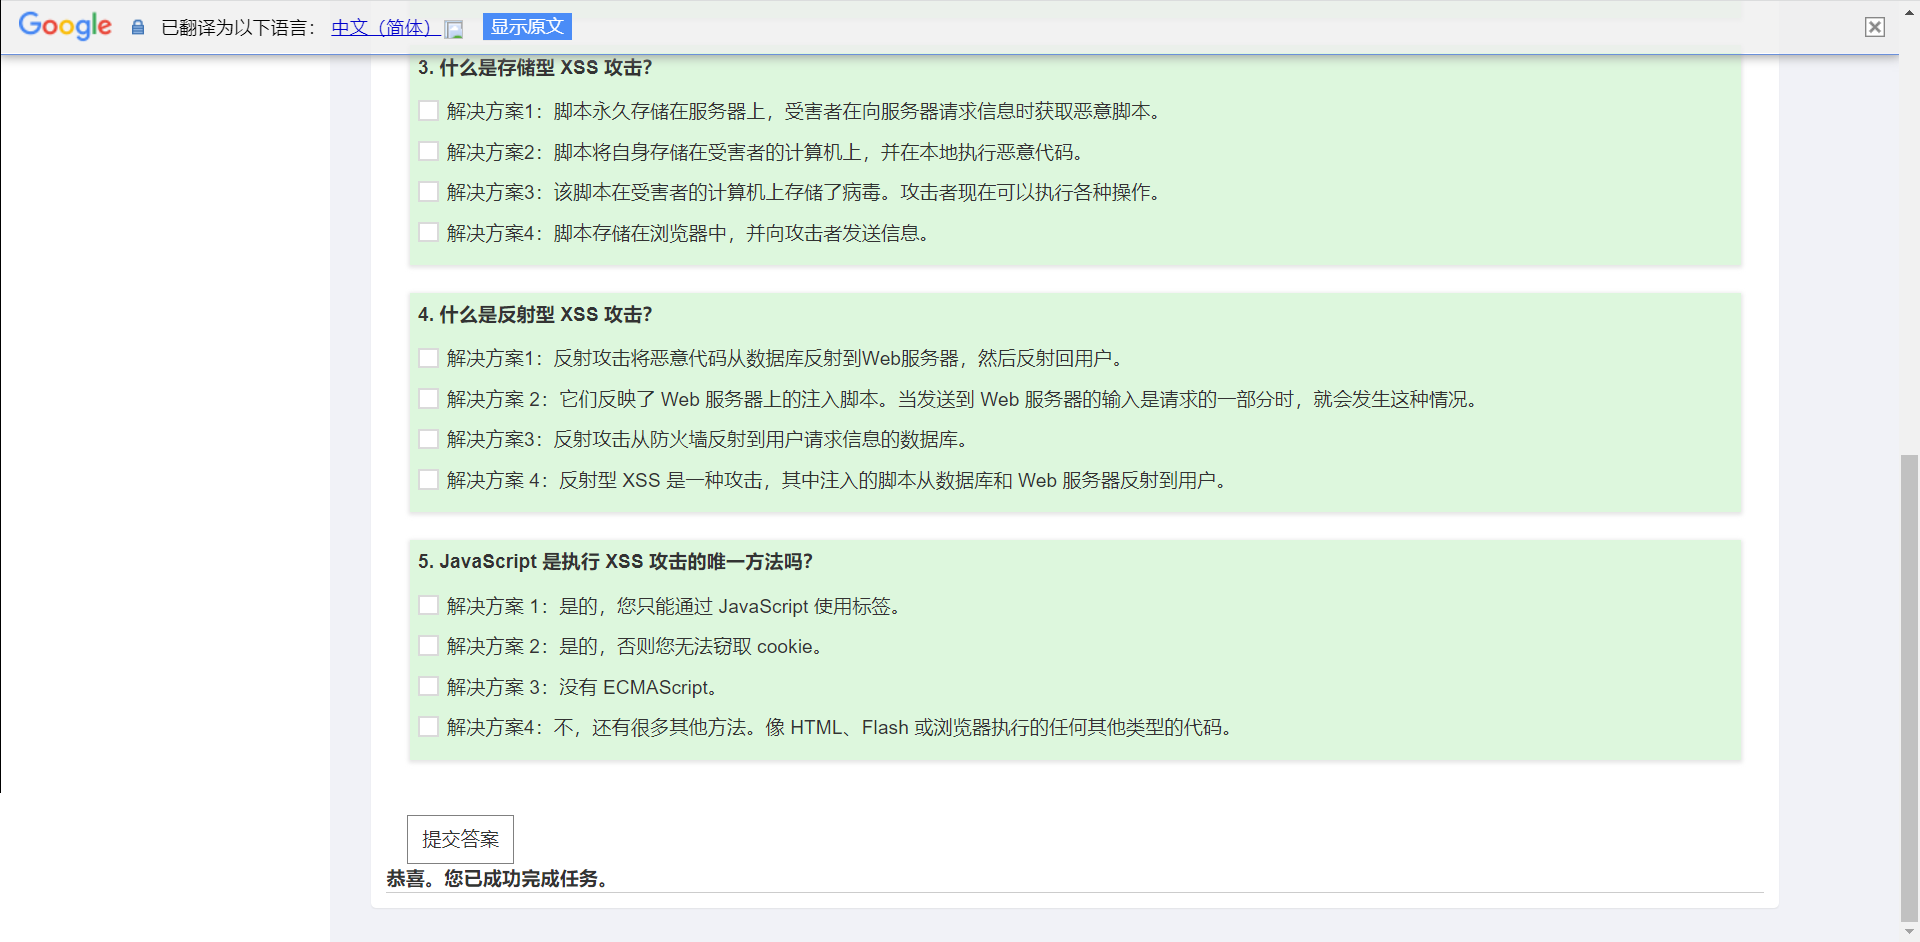 Google 已翻译为以下语言： 中文（简体） 显示原文
3. 什么是存储型 XSS 攻击？
解决方案1：脚本永久存储在服务器上，受害者在向服务器请求信息时获取恶意脚本。
解决方案2：脚本将自身存储在受害者的计算机上，并在本地执行恶意代码。
解决方案3：该脚本在受害者的计算机上存储了病毒。攻击者现在可以执行各种操作。
解决方案4：脚本存储在浏览器中，并向攻击者发送信息。
4. 什么是反射型 XSS 攻击？
解决方案1：反射攻击将恶意代码从数据库反射到Web服务器，然后反射回用户。
解决方案 2：它们反映了 Web 服务器上的注入脚本。当发送到 Web 服务器的输入是请求的一部分时，就会发生这种情况。
解决方案3：反射攻击从防火墙反射到用户请求信息的数据库。
解决方案 4：反射型 XSS 是一种攻击，其中注入的脚本从数据库和 Web 服务器反射到用户。
5. JavaScript 是执行 XSS 攻击的唯一方法吗？
解决方案 1：是的，您只能通过 JavaScript 使用标签。
解决方案 2：是的，否则您无法窃取 cookie。
解决方案 3：没有 ECMAScript。
解决方案4：不，还有很多其他方法。像 HTML、Flash 或浏览器执行的任何其他类型的代码。
提交答案
恭喜。您已成功完成任务。